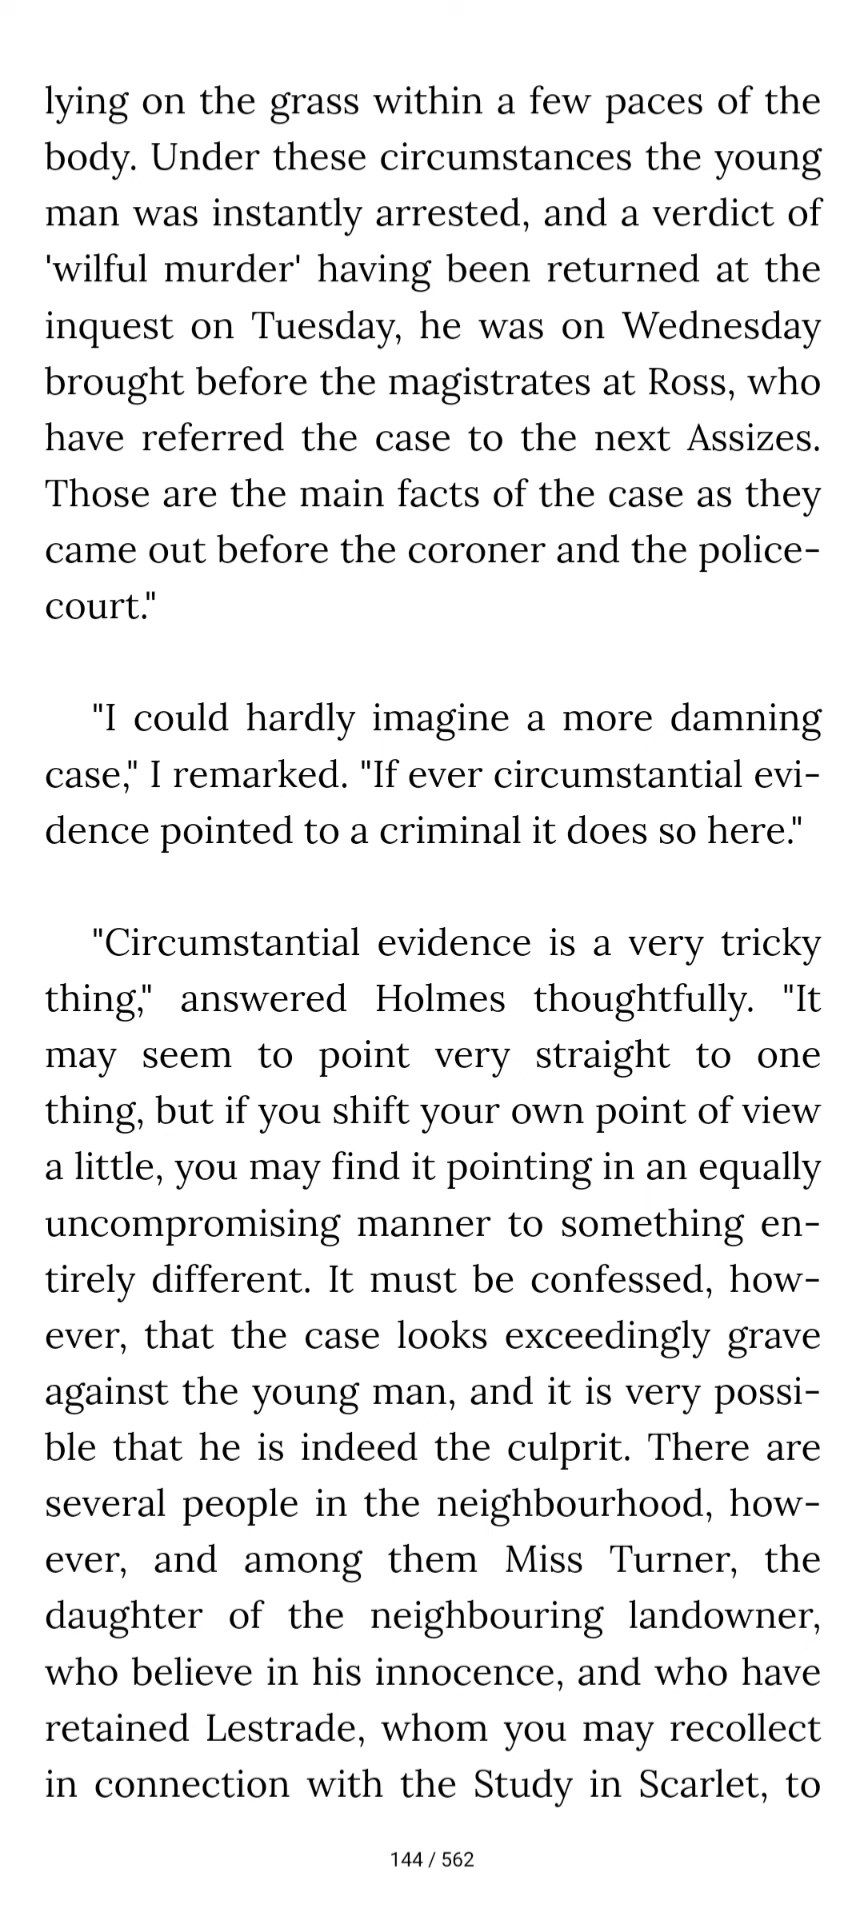 lying on the grass within a few paces of the
body. Under these circumstances the young
man was instantly arrested, and a verdict of
'wilful murder' having been returned at the
inquest on Tuesday, he was on Wednesday
brought before the magistrates at Ross, who
have referred the case to the next Assizes.
Those are the main facts of the case as they
came out before the coroner and the police-
court."
"I could hardly imagine a more damning
case," I remarked. "If ever circumstantial evi-
dence pointed to a criminal it does so here."
"Circumstantial evidence is a very tricky
thing," answered Holmes thoughtfully. "It
may seem to point very straight to one
thing, but if you shift your own point of view
a little, you may find it pointing in an equally
uncompromising manner to something en-
tirely different. It must be confessed, how-
ever, that the case looks exceedingly grave
against the young man, and it is very possi-
ble that he is indeed the culprit. There are
several people in the neighbourhood, how-
ever, and among them Miss Turner, the
daughter of the neighbouring landowner,
who believe in his innocence, and who have
retained Lestrade, whom you may recollect
in connection with the Study in Scarlet, to
144 / 562